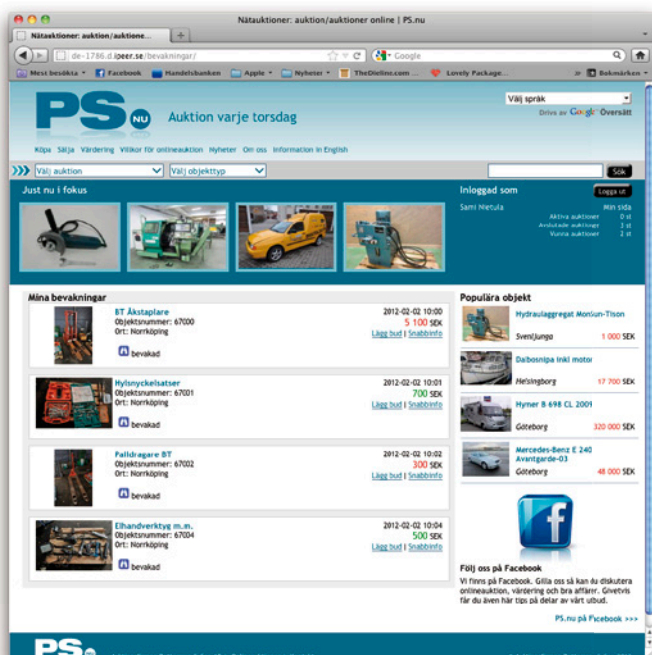 Nätauktioner: auktion/auktioner online | PS.nu
Nätauktioner: auktion/auktione...
de-1786.d.ipeer.se/bevakningar/
Google
Mest besökta
Facebook
Handelsbanken
Apple
Nyheter
TheDieline.com ...
Lovely Package...
Bokmärken
PS NU
Auktion varje torsdag
Välj språk
Drivs av Google Översätt
Köpa Sälja Värdering Villkor för onlineauktion Nyheter Om oss Information in English
Välj auktion
Välj objekttyp
Sök
Just nu i fokus
Inloggad som
Logga ut
Sami Nietula
Min sida
Aktiva auktioner 0 st
Avslutade auktioner 3 st
Vunna auktioner 2 st
Mina bevakningar
BT Åkstaplare
Objektsnummer: 67000
Ort: Norrköping
bevakad
2012-02-02 10:00
5 100 SEK
Lägg bud | Snabbinfo
Hylsnyckelsatser
Objektsnummer: 67001
Ort: Norrköping
bevakad
2012-02-02 10:01
700 SEK
Lägg bud | Snabbinfo
Palldragare BT
Objektsnummer: 67002
Ort: Norrköping
bevakad
2012-02-02 10:02
300 SEK
Lägg bud | Snabbinfo
Elhandverktyg m.m.
Objektsnummer: 67004
Ort: Norrköping
bevakad
2012-02-02 10:04
500 SEK
Lägg bud | Snabbinfo
Populära objekt
Hydraulaggregat MonSun-Tison
Svenljunga 1 000 SEK
Dalbosnipa inkl motor
Helsingborg 17 700 SEK
Hymer B 698 CL 2001
Göteborg 320 000 SEK
Mercedes-Benz E 240
Avantgarde-03
Göteborg 48 000 SEK
Följ oss på Facebook
Vi finns på Facebook. Gilla oss så kan du diskutera
onlineauktion, värdering och bra affärer. Givetvis
får du även här tips på delar av vårt utbud.
PS.nu på Facebook >>>
PS NU